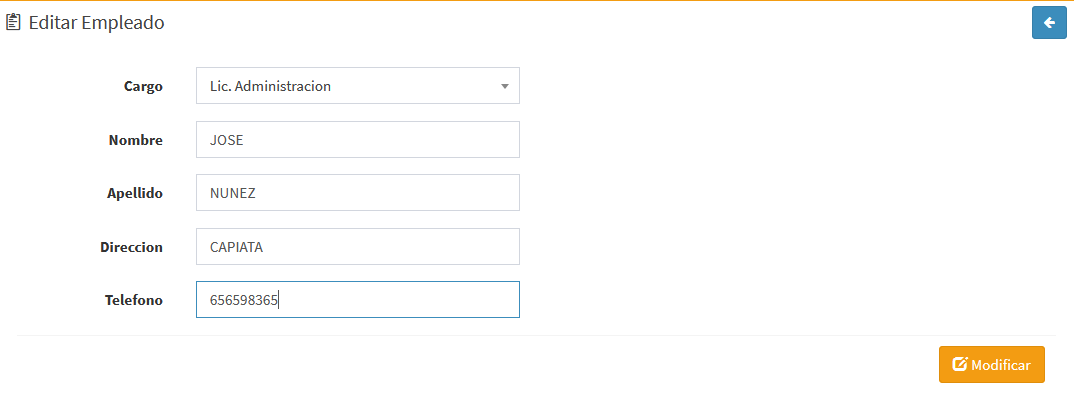 Editar Empleado
Cargo Lic. Administracion
Nombre JOSE
Apellido NUNEZ
Direccion CAPIATA
Telefono 656598365
Modificar